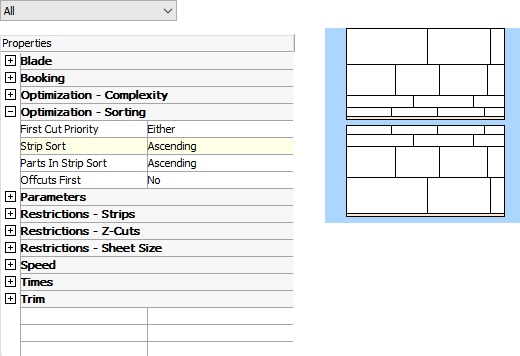 All
Properties
Blade
Booking
Optimization - Complexity
Optimization - Sorting
First Cut Priority Either
Strip Sort Ascending
Parts In Strip Sort Ascending
Offcuts First No
Parameters
Restrictions - Strips
Restrictions - Z-Cuts
Restrictions - Sheet Size
Speed
Times
Trim